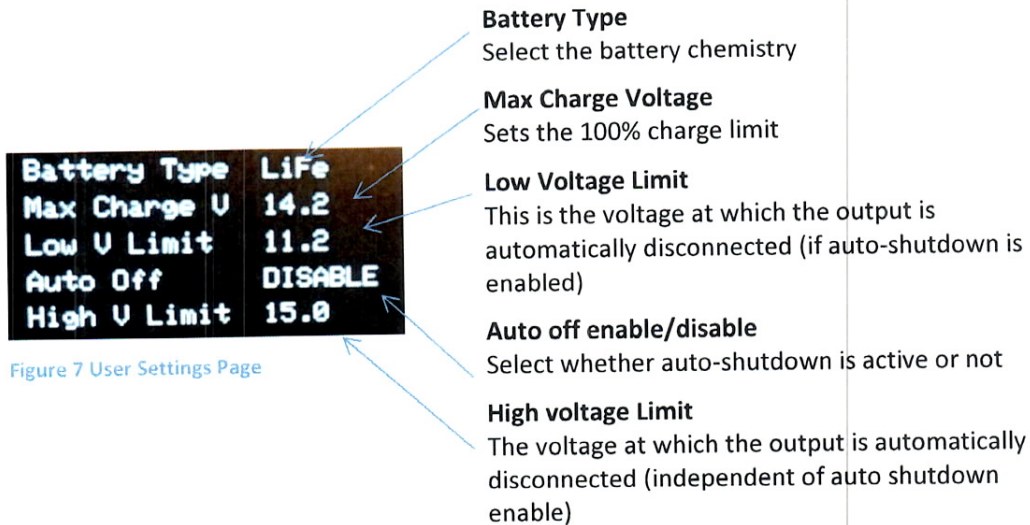 Battery Type LiFe
Max Charge V 14.2
Low V Limit 11.2
Auto Off DISABLE
High V Limit 15.0
Figure 7 User Settings Page
Battery Type
Select the battery chemistry
Max Charge Voltage
Sets the 100% charge limit
Low Voltage Limit
This is the voltage at which the output is
automatically disconnected (if auto-shutdown is
enabled)
Auto off enable/disable
Select whether auto-shutdown is active or not
High voltage Limit
The voltage at which the output is automatically
disconnected (independent of auto shutdown
enable)